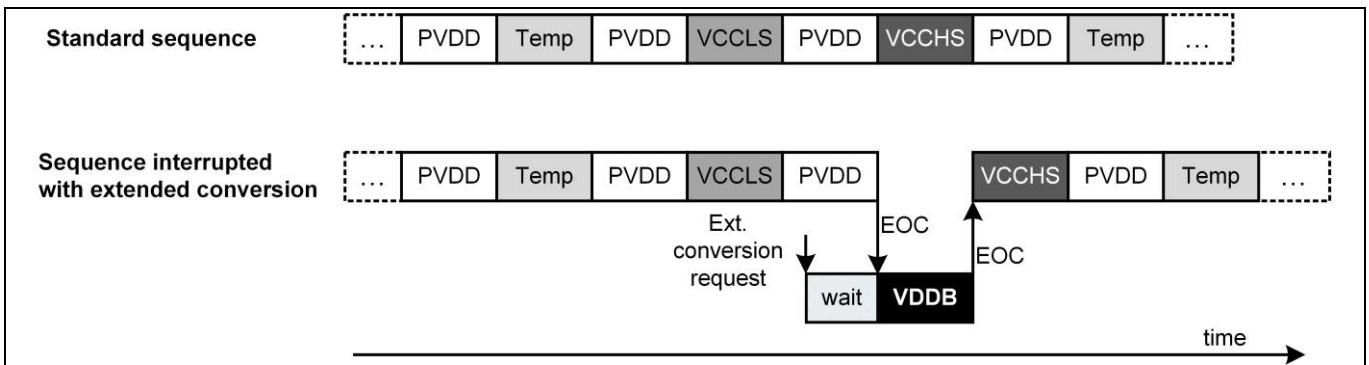 Standard sequence
... PVDD Temp PVDD VCCLS PVDD VCCHS PVDD Temp ...
Sequence interrupted
with extended conversion
... PVDD Temp PVDD VCCLS PVDD VCCHS PVDD Temp ...
Ext.
conversion
request
EOC
EOC
wait VDDB
time